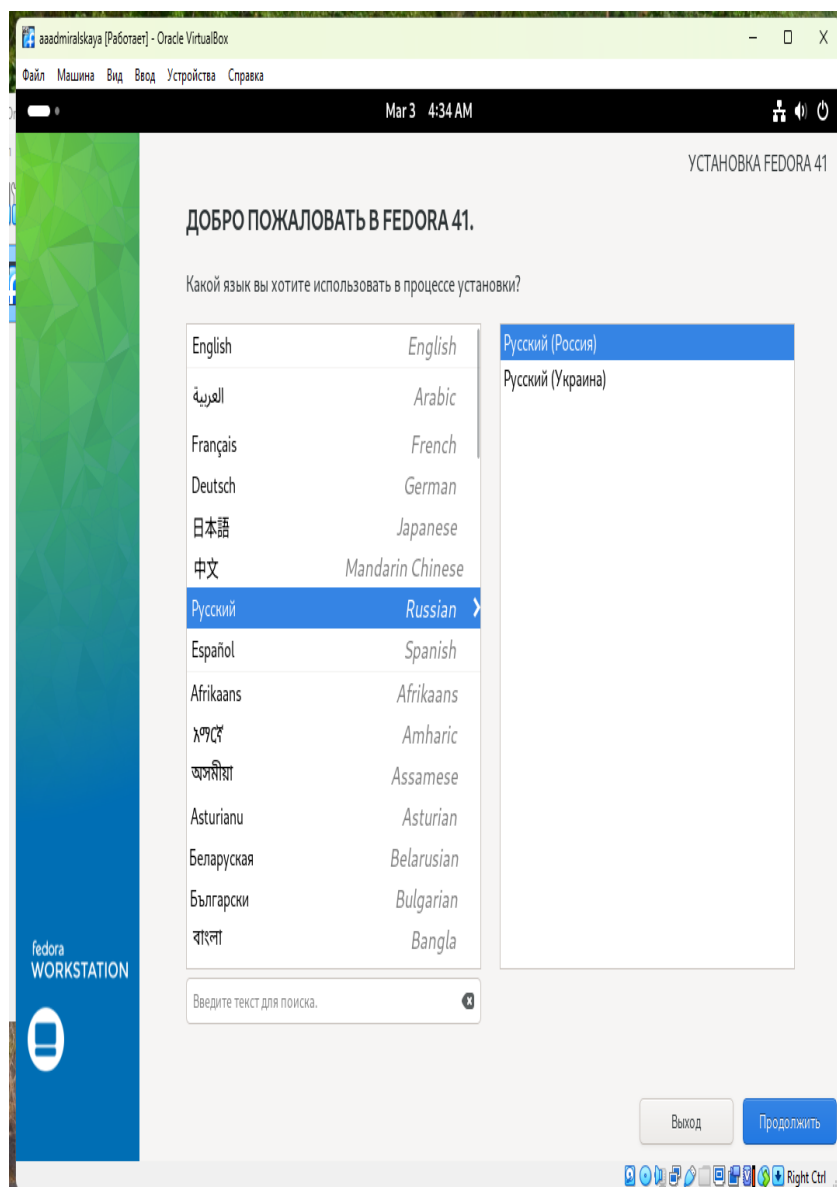 aaadmiralskaya [Работает] - Oracle VirtualBox
Файл Машина Вид Ввод Устройства Справка
Mar 3 4:34 AM
УСТАНОВКА FEDORA 41
ДОБРО ПОЖАЛОВАТЬ В FEDORA 41.
Какой язык вы хотите использовать в процессе установки?
English English
العربية Arabic
Français French
Deutsch German
日本語 Japanese
中文 Mandarin Chinese
Русский Russian
Español Spanish
Afrikaans Afrikaans
አማርኛ Amharic
অসমীয়া Assamese
Asturianu Asturian
Беларуская Belarusian
Български Bulgarian
বাংলা Bangla
Русский (Россия)
Русский (Украина)
Введите текст для поиска.
fedora
WORKSTATION
Выход Продолжить
Right Ctrl